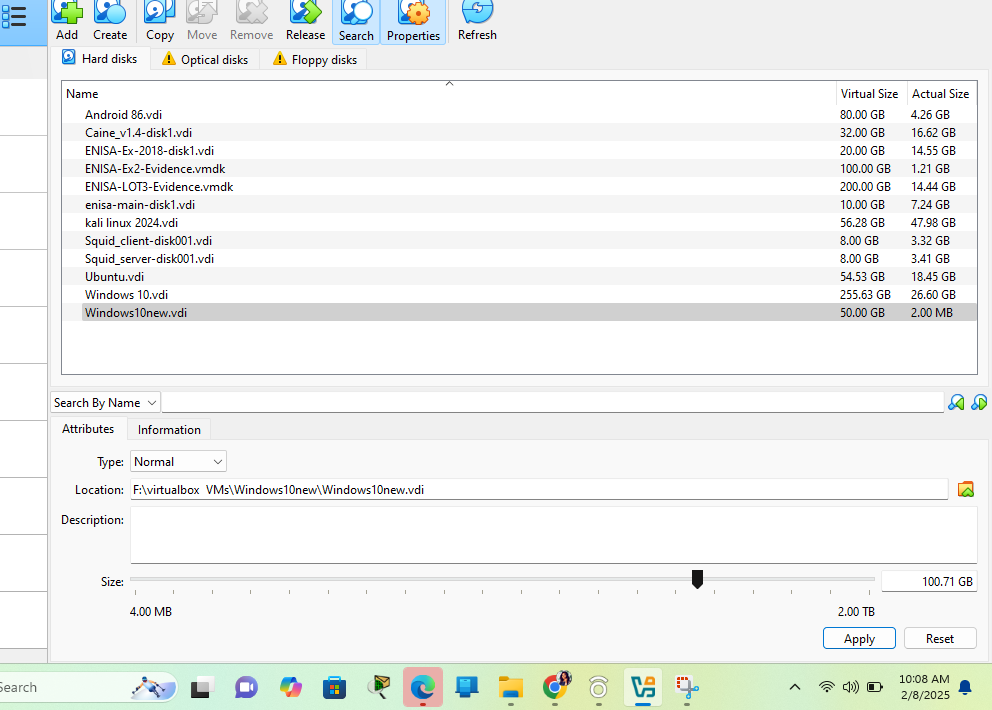 Add Create Copy Move Remove Release Search Properties Refresh
Hard disks Optical disks Floppy disks
Name Virtual Size Actual Size
Android 86.vdi 80.00 GB 4.26 GB
Caine_v1.4-disk1.vdi 32.00 GB 16.62 GB
ENISA-Ex-2018-disk1.vdi 20.00 GB 14.55 GB
ENISA-Ex2-Evidence.vmdk 100.00 GB 1.21 GB
ENISA-LOT3-Evidence.vmdk 200.00 GB 14.44 GB
enisa-main-disk1.vdi 10.00 GB 7.24 GB
kali linux 2024.vdi 56.28 GB 47.98 GB
Squid_client-disk001.vdi 8.00 GB 3.32 GB
Squid_server-disk001.vdi 8.00 GB 3.41 GB
Ubuntu.vdi 54.53 GB 18.45 GB
Windows 10.vdi 255.63 GB 26.60 GB
Windows10new.vdi 50.00 GB 2.00 MB
Search By Name
Attributes Information
Type: Normal
Location: F:\virtualbox VMs\Windows10new\Windows10new.vdi
Description:
Size: 100.71 GB
4.00 MB 2.00 TB
Apply Reset
Search
10:08 AM
2/8/2025